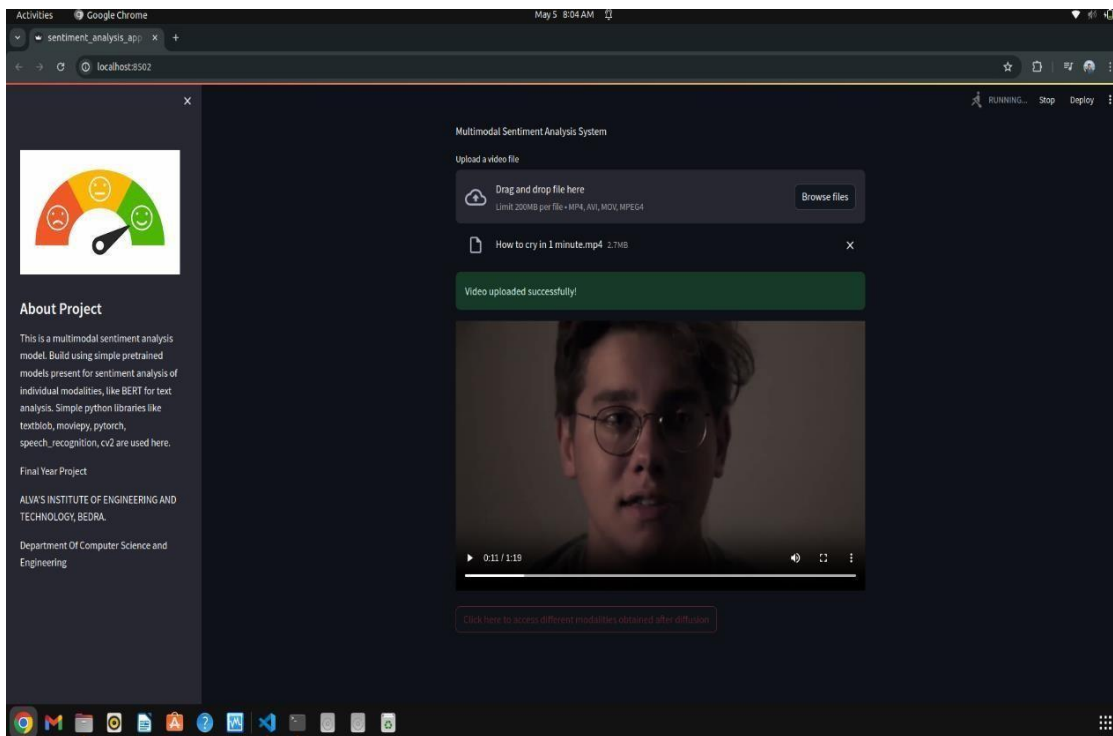 Activities Google Chrome May 5 8:04 AM
sentiment_analysis_app
localhost:8502
RUNNING... Stop Deploy
Multimodal Sentiment Analysis System
Upload a video file
Drag and drop file here
Limit 200MB per file • MP4, AVI, MOV, MPEG4
Browse files
How to cry in 1 minute.mp4 2.7MB
Video uploaded successfully!
0:11 / 1:19
Click here to access different modalities obtained after diffusion
About Project
This is a multimodal sentiment analysis
model. Build using simple pretrained
models present for sentiment analysis of
individual modalities, like BERT for text
analysis. Simple python libraries like
textblob, moviepy, pytorch,
speech_recognition, cv2 are used here.
Final Year Project
ALVA'S INSTITUTE OF ENGINEERING AND
TECHNOLOGY, BEDRA.
Department Of Computer Science and
Engineering